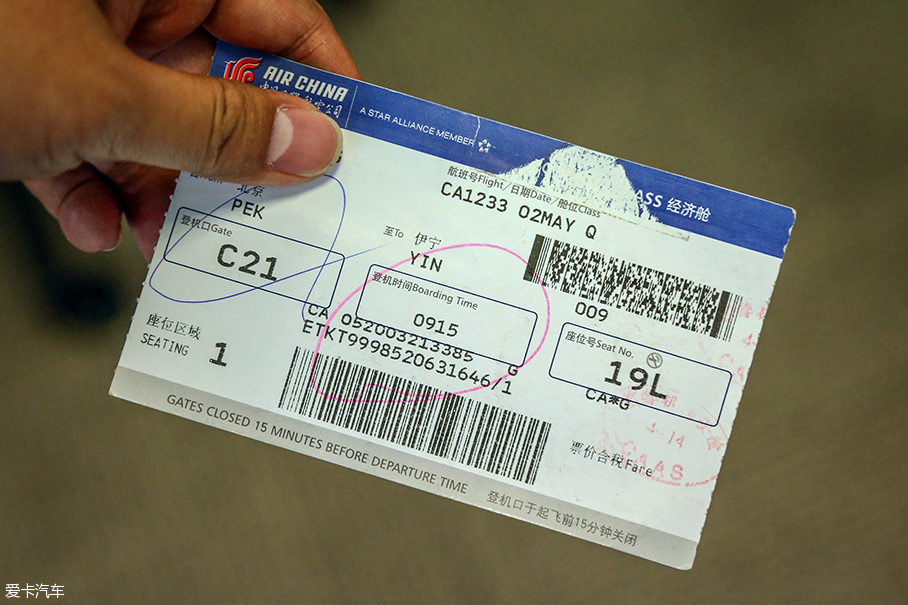 AIR CHINA
A STAR ALLIANCE MEMBER
CLASS 经济舱
航班号Flight/日期Date/舱位Class
CA1233 02MAY Q
北京
PEK
至To 伊宁
YIN
登机口Gate
C21
登机时间Boarding Time
0915
009
座位号Seat No.
19L
CA*G
CA 052003213385 G
ETKT9998520631646/1
座位区域
SEATING 1
票价含税Fare
GATES CLOSED 15 MINUTES BEFORE DEPARTURE TIME 登机口于起飞前15分钟关闭
爱卡汽车